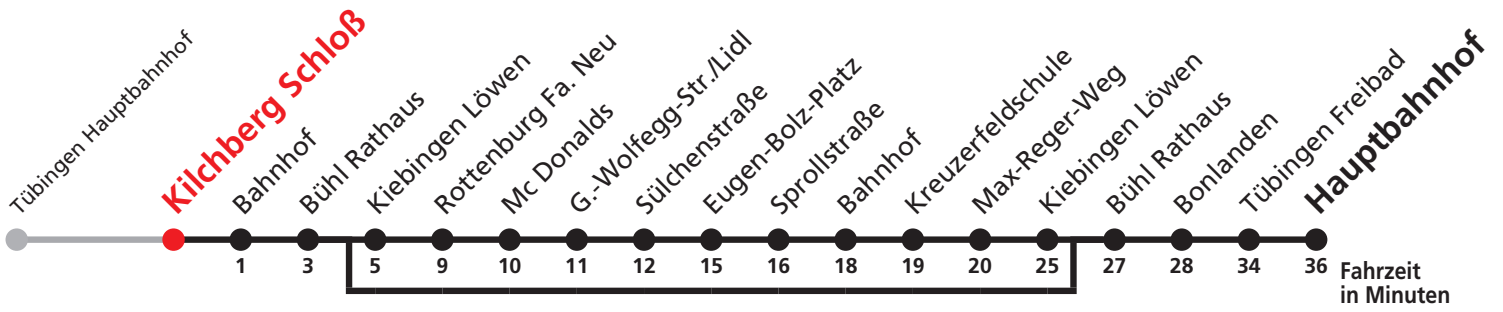 Tübingen Hauptbahnhof
Kilchberg Schloß
Bahnhof
Bühl Rathaus
Kiebingen Löwen
Rottenburg Fa. Neu
Mc Donalds
G.-Wolfegg-Str./Lidl
Sülchenstraße
Eugen-Bolz-Platz
Sprollstraße
Bahnhof
Kreuzerfeldschule
Max-Reger-Weg
Kiebingen Löwen
Bühl Rathaus
Bonlanden
Tübingen Freibad
Hauptbahnhof
1 3 5 9 10 11 12 15 16 18 19 20 25 27 28 34 36 Fahrzeit
in Minuten